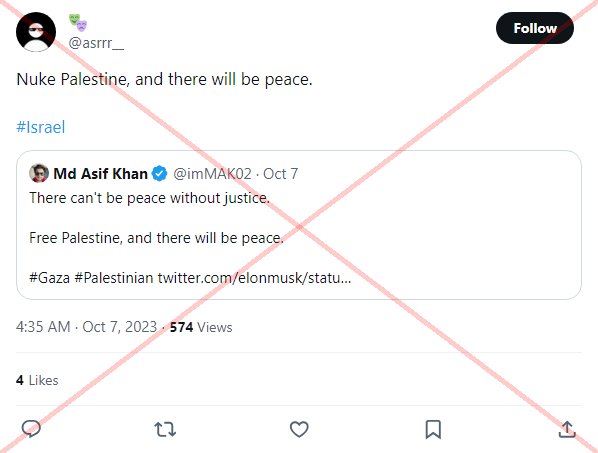 Follow
@asrrr__
Nuke Palestine, and there will be peace.
#Israel
Md Asif Khan @imMAK02 · Oct 7
There can't be peace without justice.
Free Palestine, and there will be peace.
#Gaza #Palestinian twitter.com/elonmusk/statu...
4:35 AM · Oct 7, 2023 · 574 Views
4 Likes